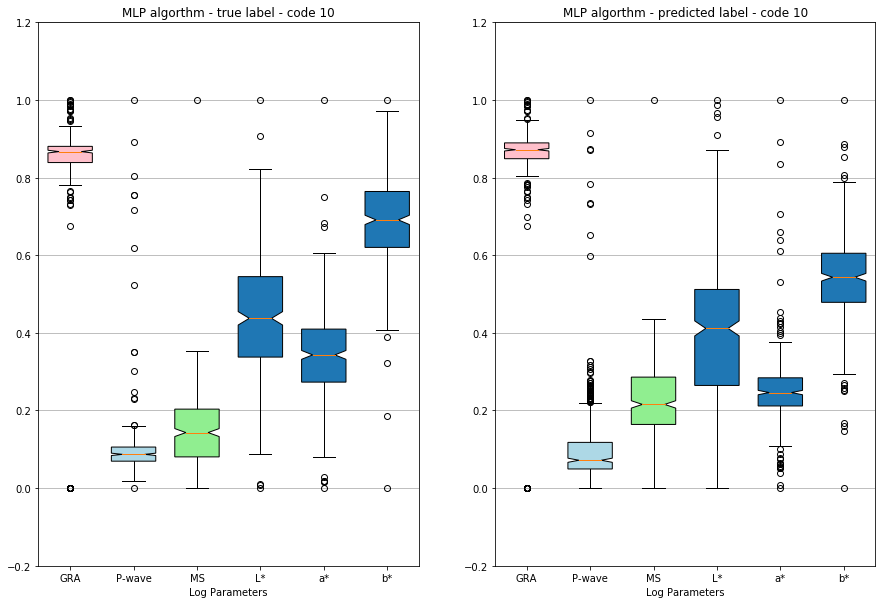 MLP algorthm - true label - code 10
1.2
1.0
0.8
0.6
0.4
0.2
0.0
−0.2
GRA P-wave MS L* a* b*
Log Parameters
MLP algorthm - predicted label - code 10
1.2
1.0
0.8
0.6
0.4
0.2
0.0
−0.2
GRA P-wave MS L* a* b*
Log Parameters